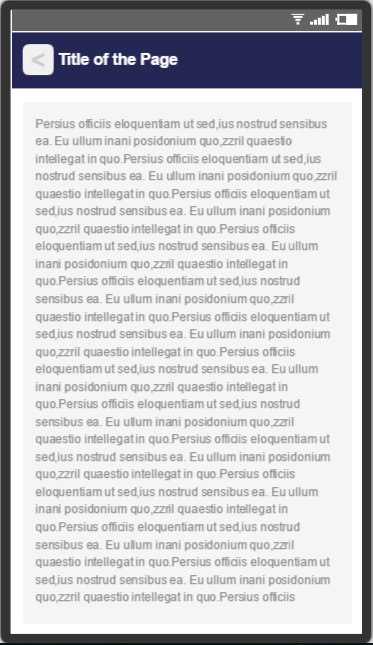 < Title of the Page
Persius officiis eloquentiam ut sed,ius nostrud sensibus
ea. Eu ullum inani posidonium quo,zzril quaestio
intellegat in quo.Persius officiis eloquentiam ut sed,ius
nostrud sensibus ea. Eu ullum inani posidonium quo,zzril
quaestio intellegat in quo.Persius officiis eloquentiam ut
sed,ius nostrud sensibus ea. Eu ullum inani posidonium
quo,zzril quaestio intellegat in quo.Persius officiis
eloquentiam ut sed,ius nostrud sensibus ea. Eu ullum
inani posidonium quo,zzril quaestio intellegat in
quo.Persius officiis eloquentiam ut sed,ius nostrud
sensibus ea. Eu ullum inani posidonium quo,zzril
quaestio intellegat in quo.Persius officiis eloquentiam ut
sed,ius nostrud sensibus ea. Eu ullum inani posidonium
quo,zzril quaestio intellegat in quo.Persius officiis
eloquentiam ut sed,ius nostrud sensibus ea. Eu ullum
inani posidonium quo,zzril quaestio intellegat in
quo.Persius officiis eloquentiam ut sed,ius nostrud
sensibus ea. Eu ullum inani posidonium quo,zzril
quaestio intellegat in quo.Persius officiis eloquentiam ut
sed,ius nostrud sensibus ea. Eu ullum inani posidonium
quo,zzril quaestio intellegat in quo.Persius officiis
eloquentiam ut sed,ius nostrud sensibus ea. Eu ullum
inani posidonium quo,zzril quaestio intellegat in
quo.Persius officiis eloquentiam ut sed,ius nostrud
sensibus ea. Eu ullum inani posidonium quo,zzril
quaestio intellegat in quo.Persius officiis eloquentiam ut
sed,ius nostrud sensibus ea. Eu ullum inani posidonium
quo,zzril quaestio intellegat in quo.Persius officiis